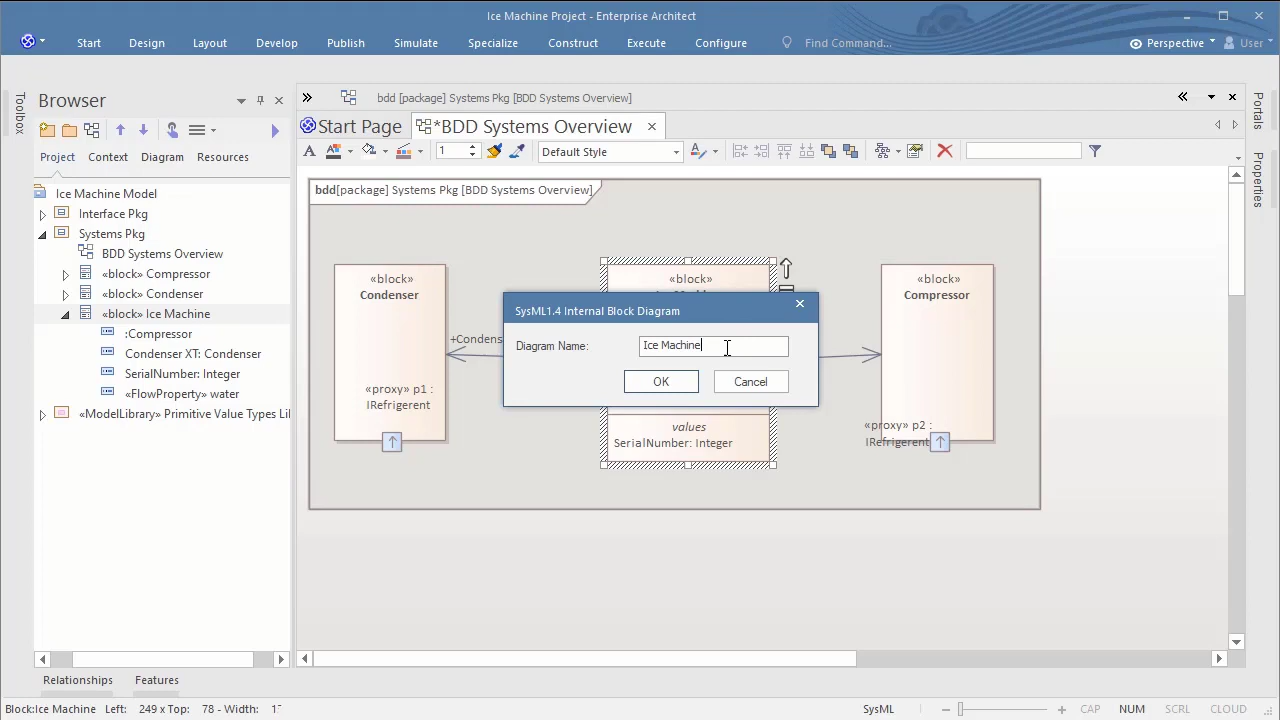 Ice Machine Project - Enterprise Architect
Start Design Layout Develop Publish Simulate Specialize Construct Execute Configure Find Command... Perspective User
Toolbox
Browser
Project Context Diagram Resources
Ice Machine Model
Interface Pkg
Systems Pkg
BDD Systems Overview
«block» Compressor
«block» Condenser
«block» Ice Machine
:Compressor
Condenser XT: Condenser
SerialNumber: Integer
«FlowProperty» water
«ModelLibrary» Primitive Value Types Li
Relationships Features
bdd [package] Systems Pkg [BDD Systems Overview]
Start Page *BDD Systems Overview
1 Default Style
bdd[package] Systems Pkg [BDD Systems Overview]
«block»
Condenser
«proxy» p1 :
IRefrigerent
+Condens
«block»
values
SerialNumber: Integer
«block»
Compressor
«proxy» p2 :
IRefrigerent
SysML1.4 Internal Block Diagram
Diagram Name: Ice Machine
OK Cancel
Portals
Properties
Block:Ice Machine Left: 249 x Top: 78 - Width: SysML CAP NUM SCRL CLOUD